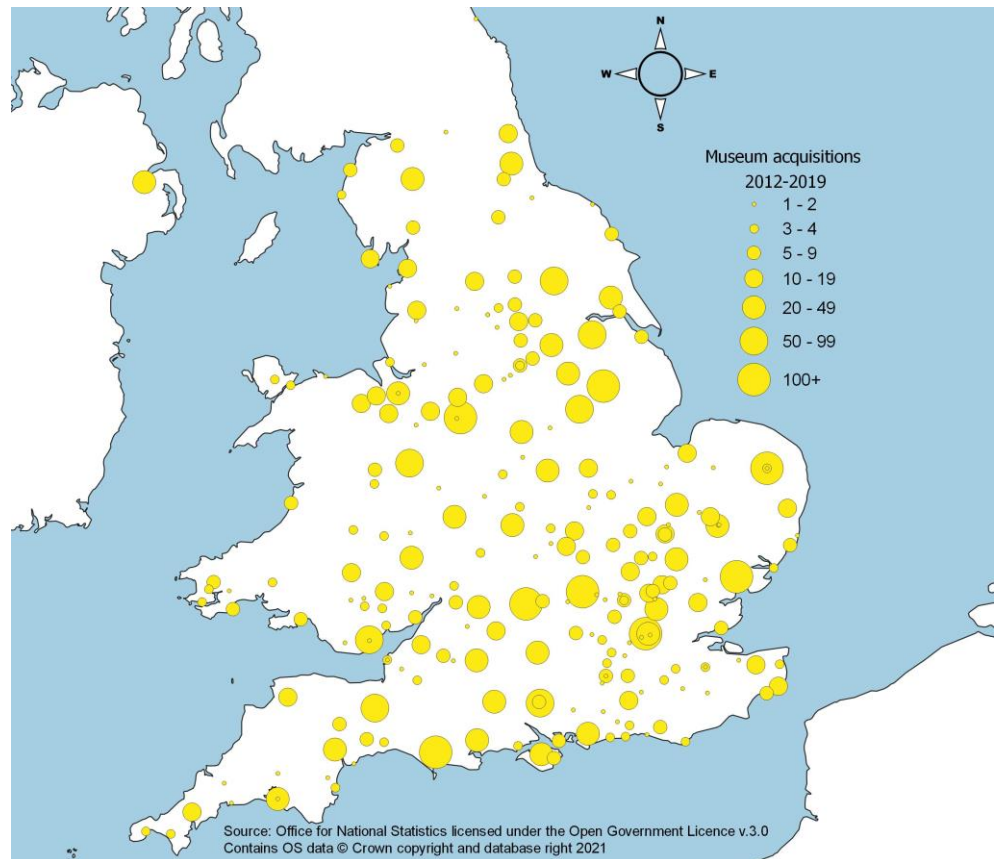 N
W E
S
Museum acquisitions
2012-2019
1 - 2
3 - 4
5 - 9
10 - 19
20 - 49
50 - 99
100+
Source: Office for National Statistics licensed under the Open Government Licence v.3.0
Contains OS data © Crown copyright and database right 2021